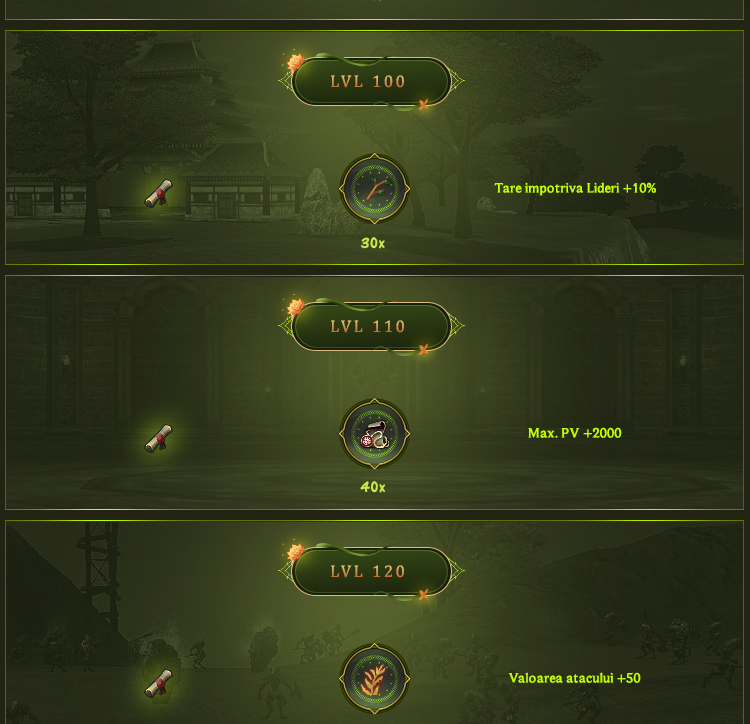 LVL 100
Tare impotriva Lideri +10%
30x
LVL 110
Max. PV +2000
40x
LVL 120
Valoarea atacului +50